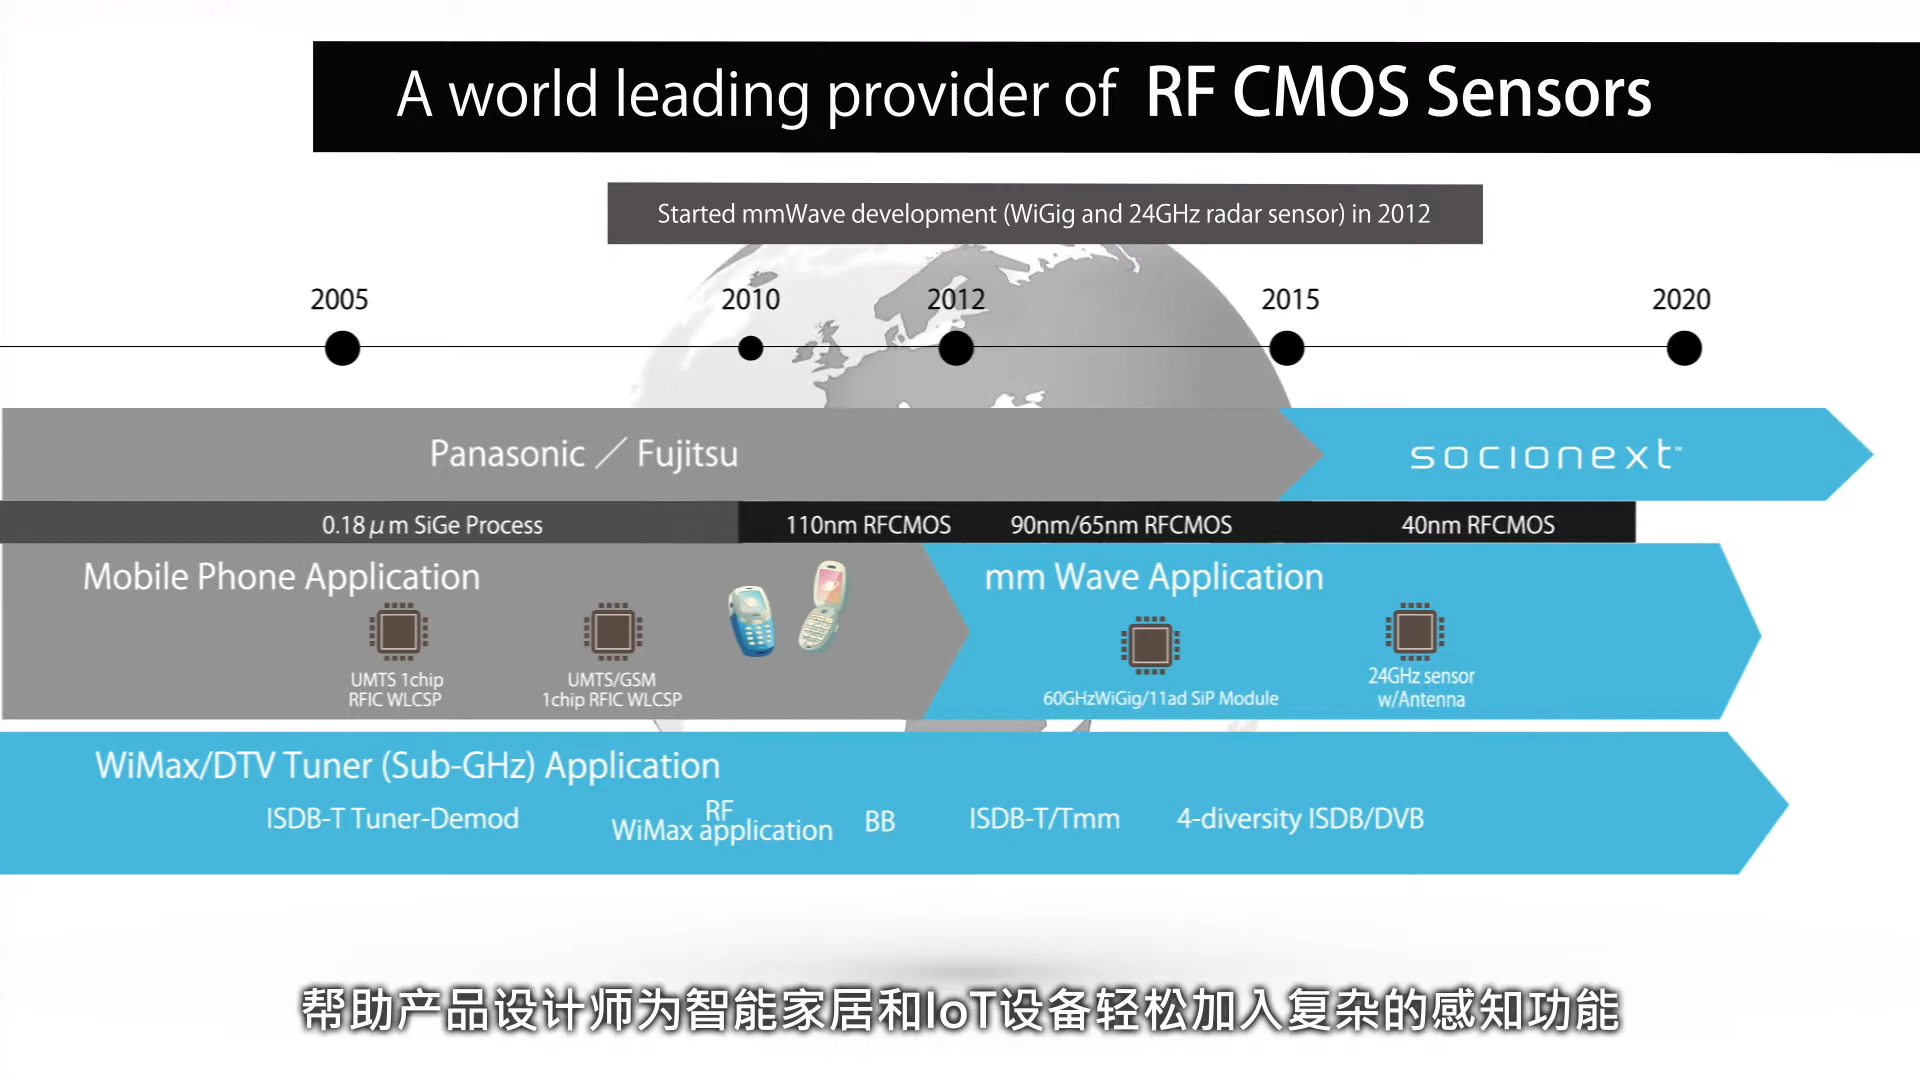 A world leading provider of RF CMOS Sensors
Started mmWave development (WiGig and 24GHz radar sensor) in 2012
2005 2010 2012 2015 2020
Panasonic／Fujitsu
socionext™
0.18μm SiGe Process 110nm RFCMOS 90nm/65nm RFCMOS 40nm RFCMOS
Mobile Phone Application
UMTS 1chip
RFIC WLCSP
UMTS/GSM
1chip RFIC WLCSP
mm Wave Application
60GHzWiGig/11ad SiP Module
24GHz sensor
w/Antenna
WiMax/DTV Tuner (Sub-GHz) Application
ISDB-T Tuner-Demod
RF
WiMax application
BB
ISDB-T/Tmm
4-diversity ISDB/DVB
帮助产品设计师为智能家居和IoT设备轻松加入复杂的感知功能